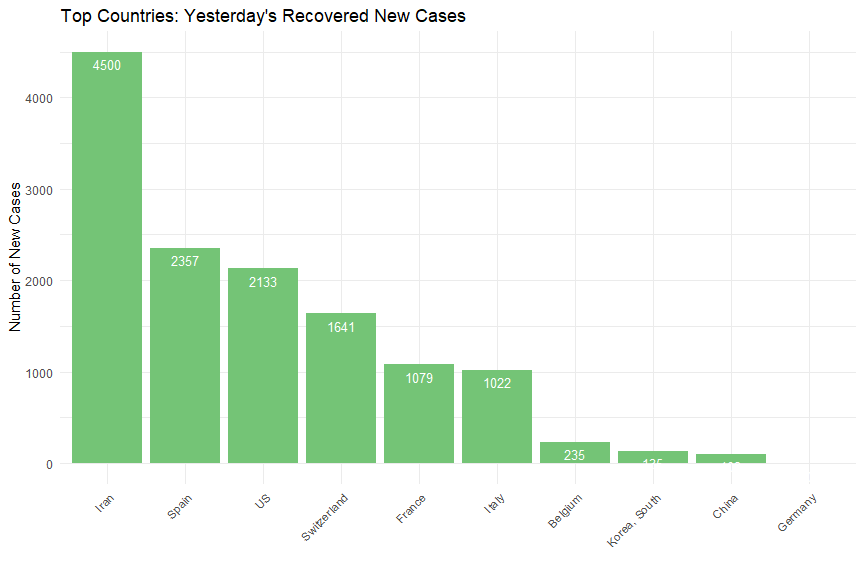 Top Countries: Yesterday's Recovered New Cases
Number of New Cases
4000
3000
2000
1000
0
4500
2357
2133
1641
1079
1022
235
135
Iran
Spain
US
Switzerland
France
Italy
Belgium
Korea, South
China
Germany